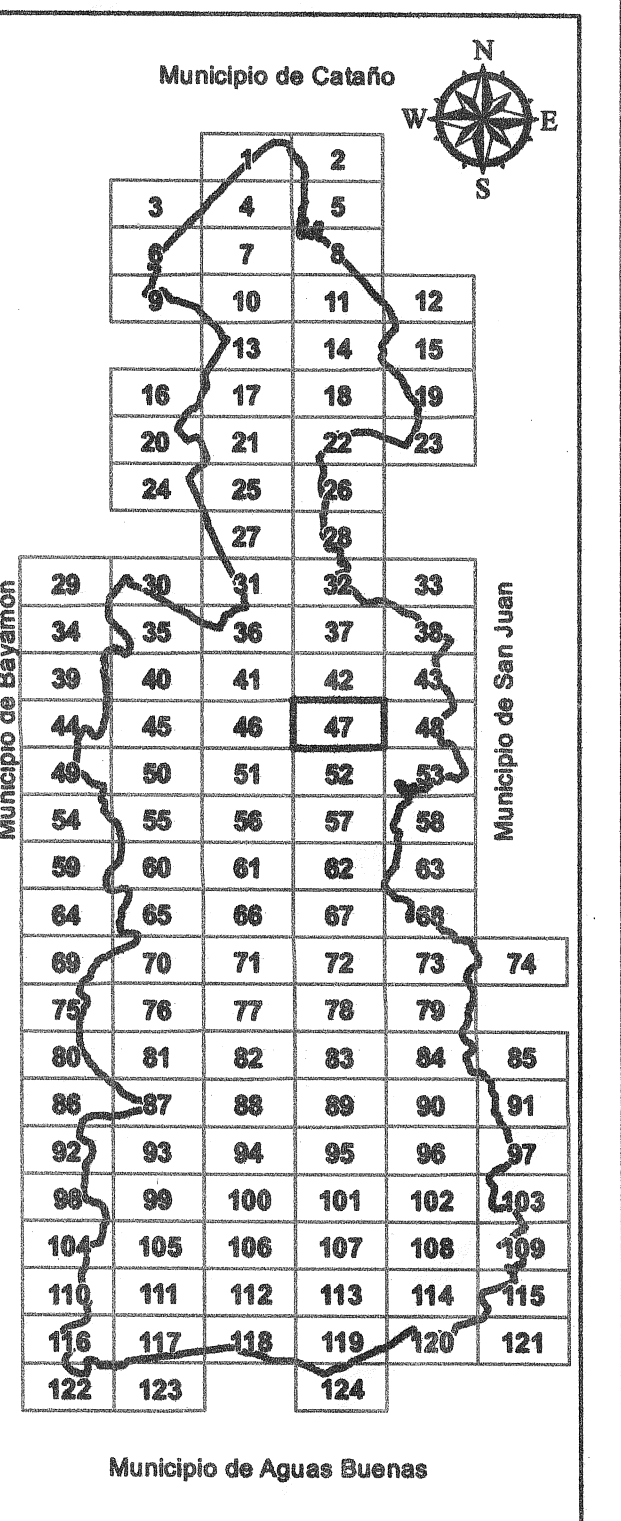 N
Municipio de Cataño
W E
S
1 2
3 4 5
6 7 8
9 10 11 12
13 14 15
16 17 18 19
20 21 22 23
24 25 26
27 28
29 30 31 32 33
34 35 36 37 38
39 40 41 42 43
44 45 46 47 48
49 50 51 52 53
54 55 56 57 58
59 60 61 62 63
64 65 66 67 68
69 70 71 72 73 74
75 76 77 78 79
80 81 82 83 84 85
86 87 88 89 90 91
92 93 94 95 96 97
98 99 100 101 102 103
104 105 106 107 108 109
110 111 112 113 114 115
116 117 118 119 120 121
122 123 124
Municipio de Bayamon
Municipio de San Juan
Municipio de Aguas Buenas